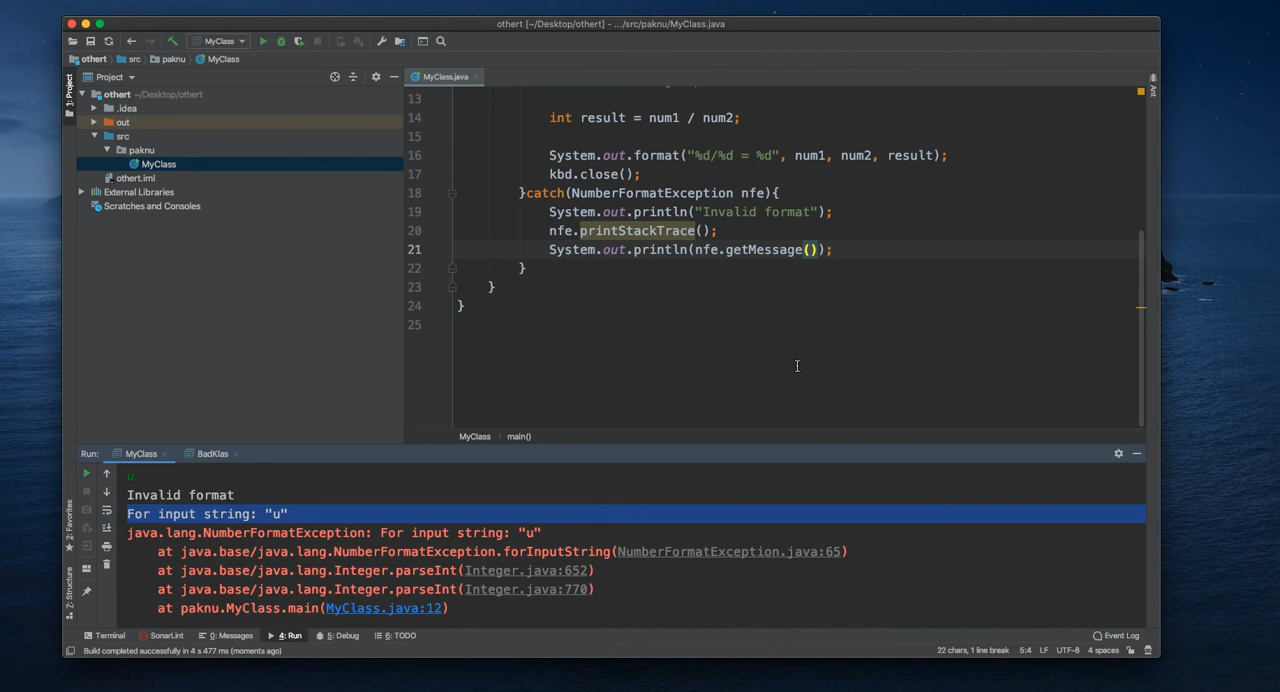 othert [~/Desktop/othert] - .../src/paknu/MyClass.java
MyClass
othert src paknu MyClass
1: Project
Project
MyClass.java
Ant
othert ~/Desktop/othert
.idea
out
src
paknu
MyClass
othert.iml
External Libraries
Scratches and Consoles
13
14 int result = num1 / num2;
15
16 System.out.format("%d/%d = %d", num1, num2, result);
17 kbd.close();
18 }catch(NumberFormatException nfe){
19 System.out.println("Invalid format");
20 nfe.printStackTrace();
21 System.out.println(nfe.getMessage());
22 }
23 }
24 }
25
MyClass › main()
Run: MyClass BadKlas
u
Invalid format
For input string: "u"
java.lang.NumberFormatException: For input string: "u"
at java.base/java.lang.NumberFormatException.forInputString(NumberFormatException.java:65)
at java.base/java.lang.Integer.parseInt(Integer.java:652)
at java.base/java.lang.Integer.parseInt(Integer.java:770)
at paknu.MyClass.main(MyClass.java:12)
2: Favorites
Z: Structure
Terminal SonarLint 0: Messages 4: Run 5: Debug 6: TODO Event Log
Build completed successfully in 4 s 477 ms (moments ago) 22 chars, 1 line break 5:4 LF UTF-8 4 spaces